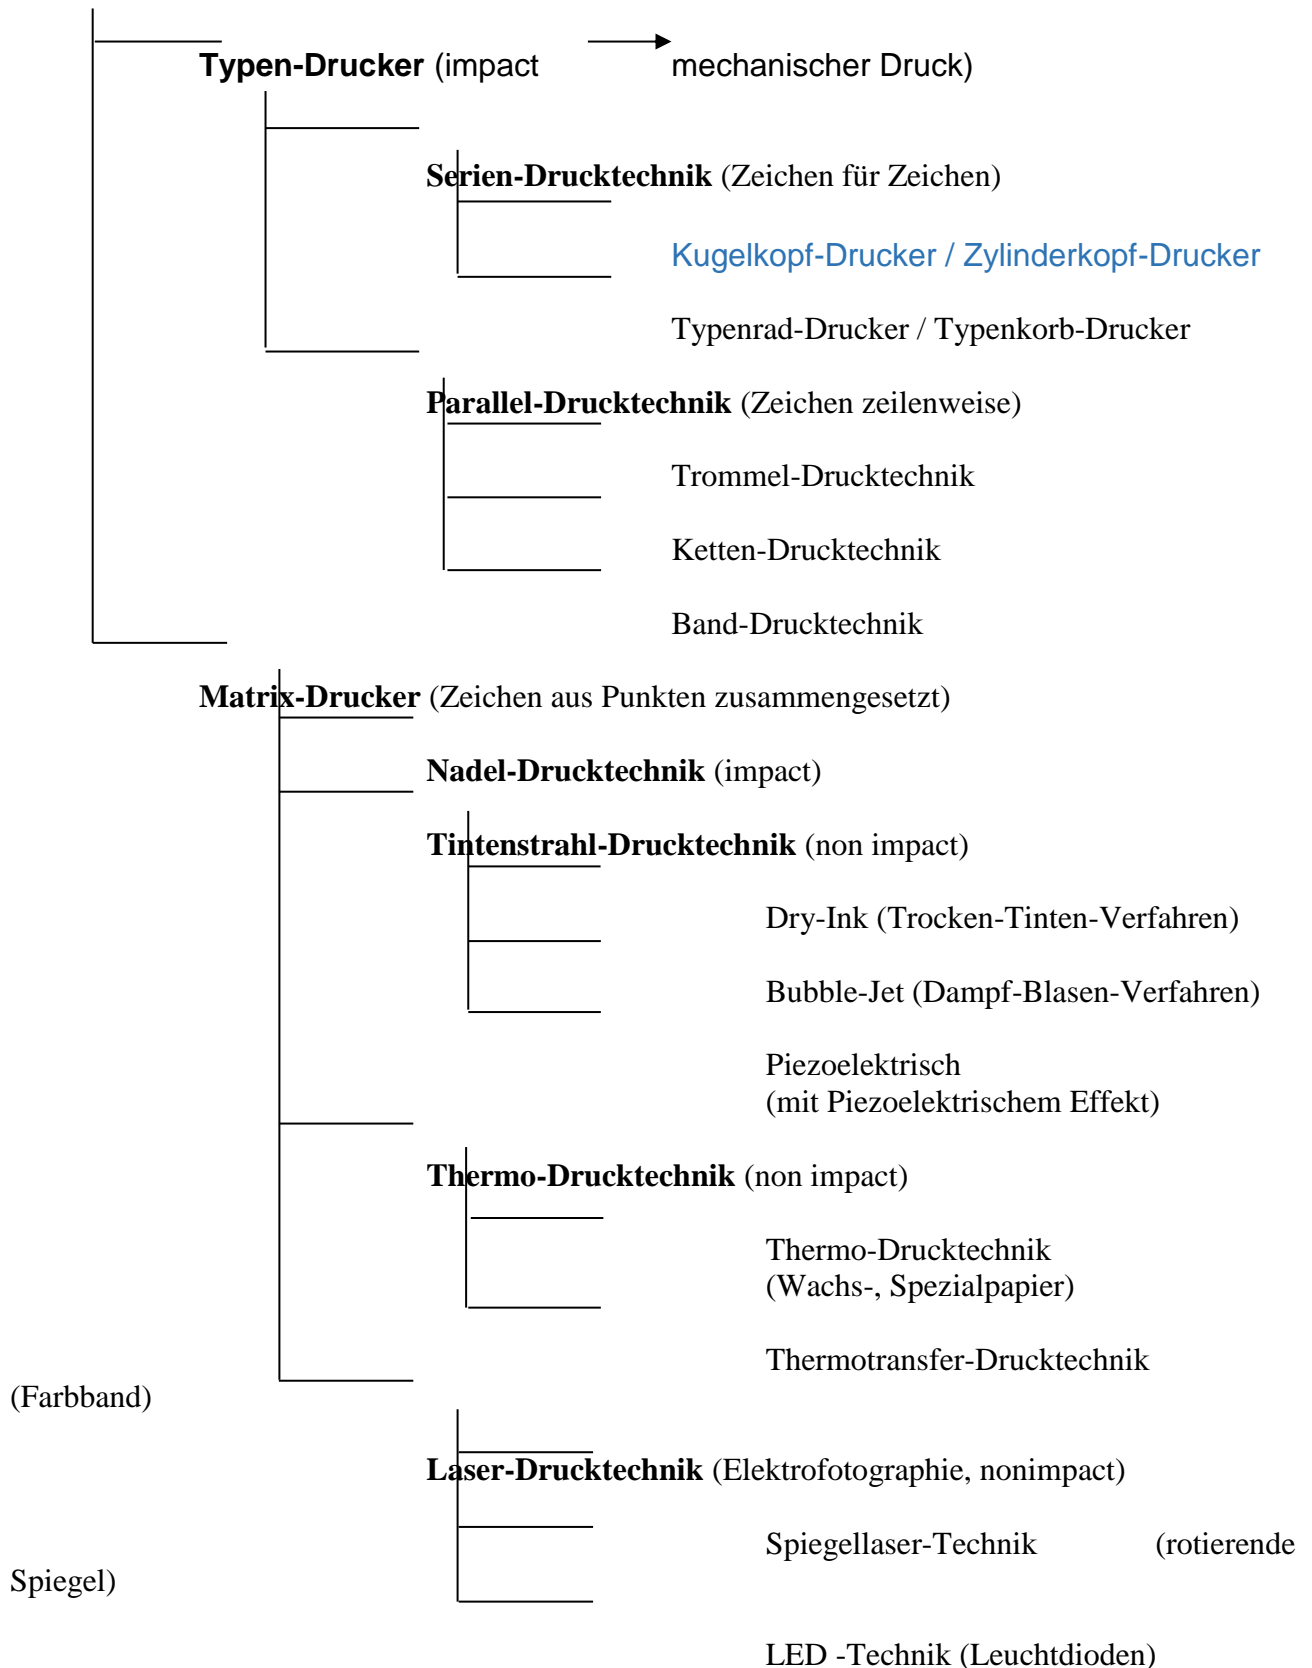 Typen-Drucker (impact mechanischer Druck)
Serien-Drucktechnik (Zeichen für Zeichen)
Kugelkopf-Drucker / Zylinderkopf-Drucker
Typenrad-Drucker / Typenkorb-Drucker
Parallel-Drucktechnik (Zeichen zeilenweise)
Trommel-Drucktechnik
Ketten-Drucktechnik
Band-Drucktechnik
Matrix-Drucker (Zeichen aus Punkten zusammengesetzt)
Nadel-Drucktechnik (impact)
Tintenstrahl-Drucktechnik (non impact)
Dry-Ink (Trocken-Tinten-Verfahren)
Bubble-Jet (Dampf-Blasen-Verfahren)
Piezoelektrisch
(mit Piezoelektrischem Effekt)
Thermo-Drucktechnik (non impact)
Thermo-Drucktechnik
(Wachs-, Spezialpapier)
Thermotransfer-Drucktechnik
(Farbband)
Laser-Drucktechnik (Elektrofotographie, nonimpact)
Spiegellaser-Technik (rotierende
Spiegel)
LED -Technik (Leuchtdioden)